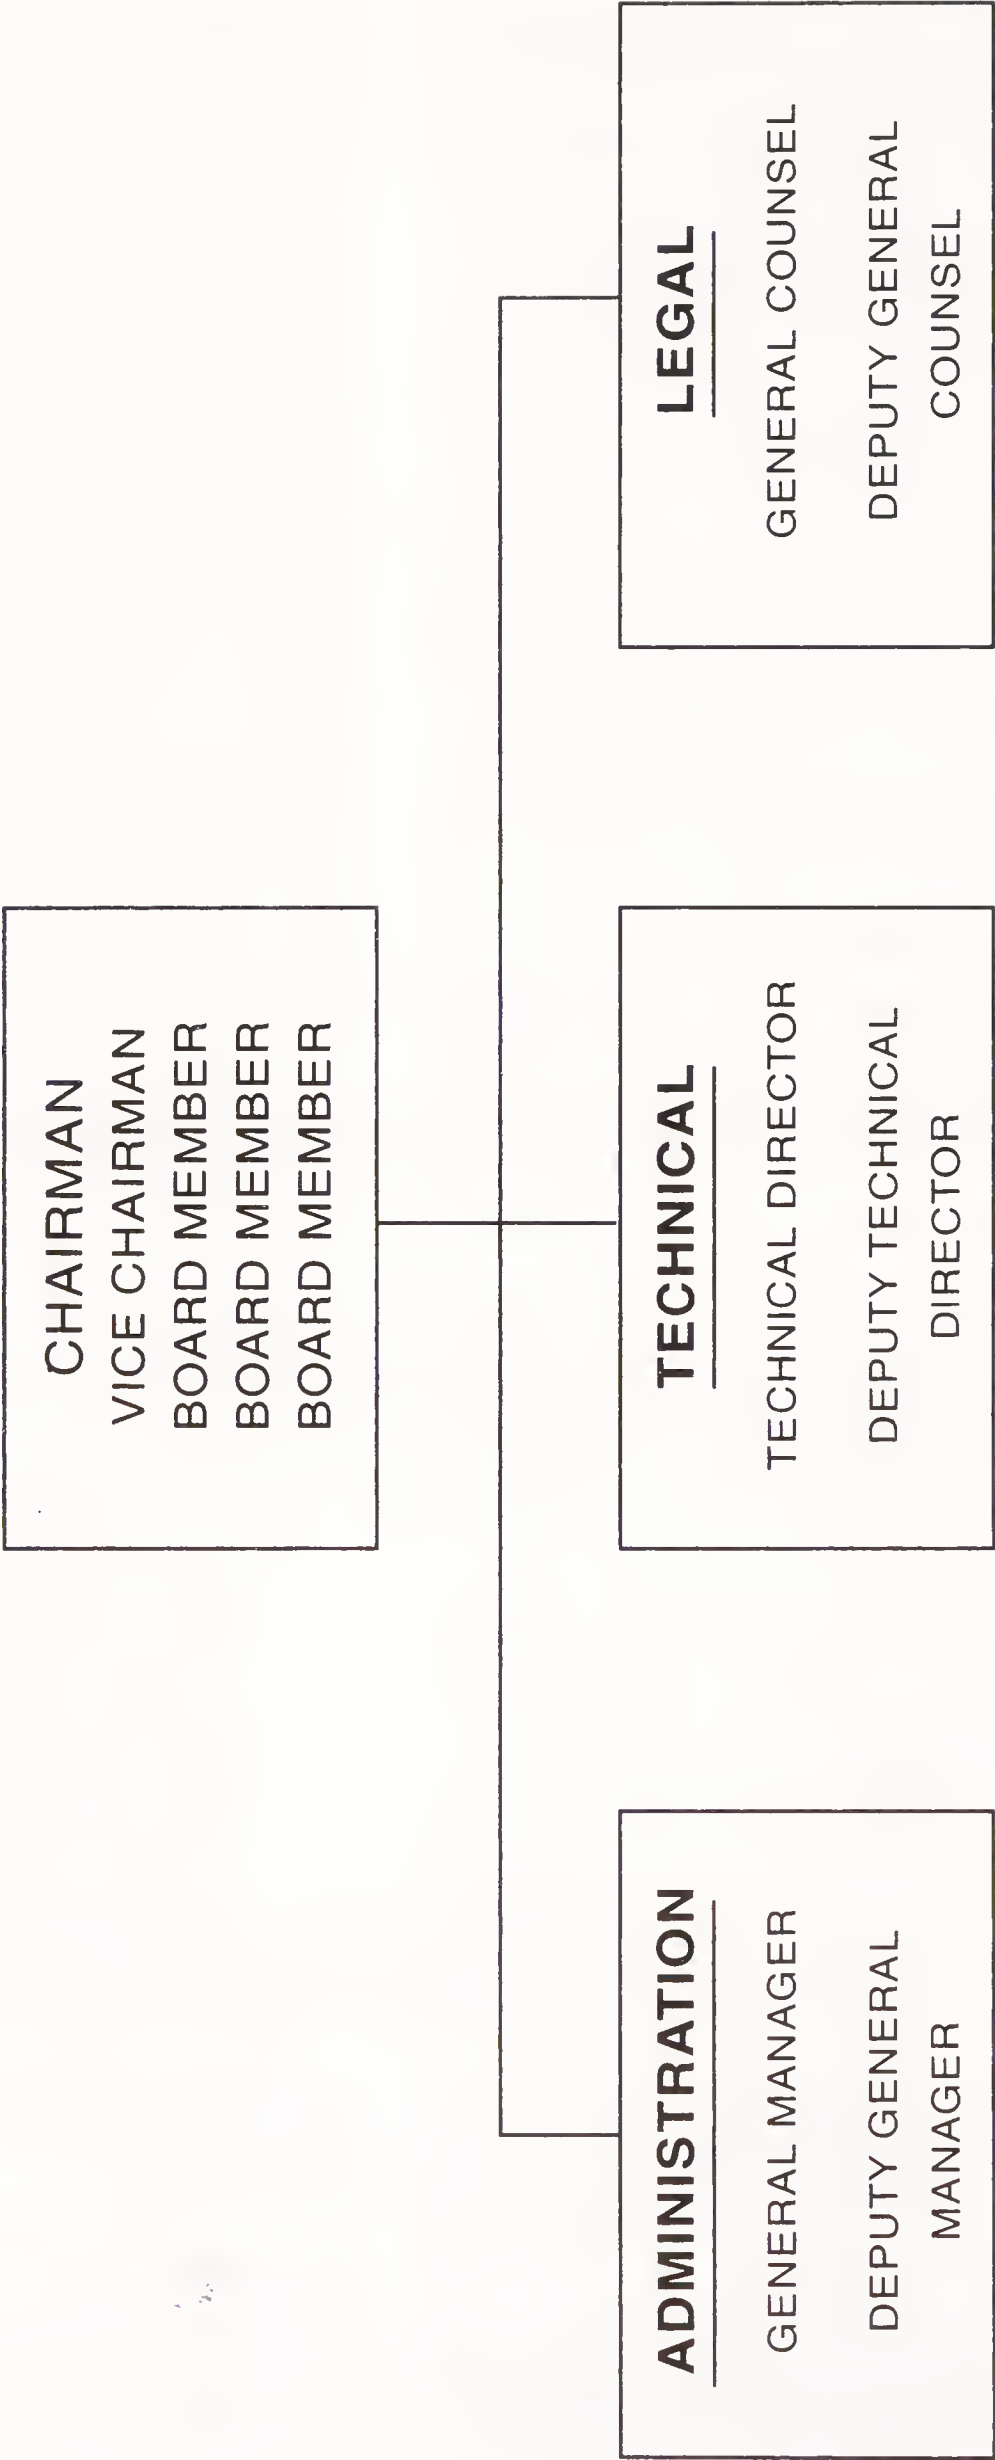 CHAIRMAN
VICE CHAIRMAN
BOARD MEMBER
BOARD MEMBER
BOARD MEMBER
ADMINISTRATION
GENERAL MANAGER
DEPUTY GENERAL
MANAGER
TECHNICAL
TECHNICAL DIRECTOR
DEPUTY TECHNICAL
DIRECTOR
LEGAL
GENERAL COUNSEL
DEPUTY GENERAL
COUNSEL